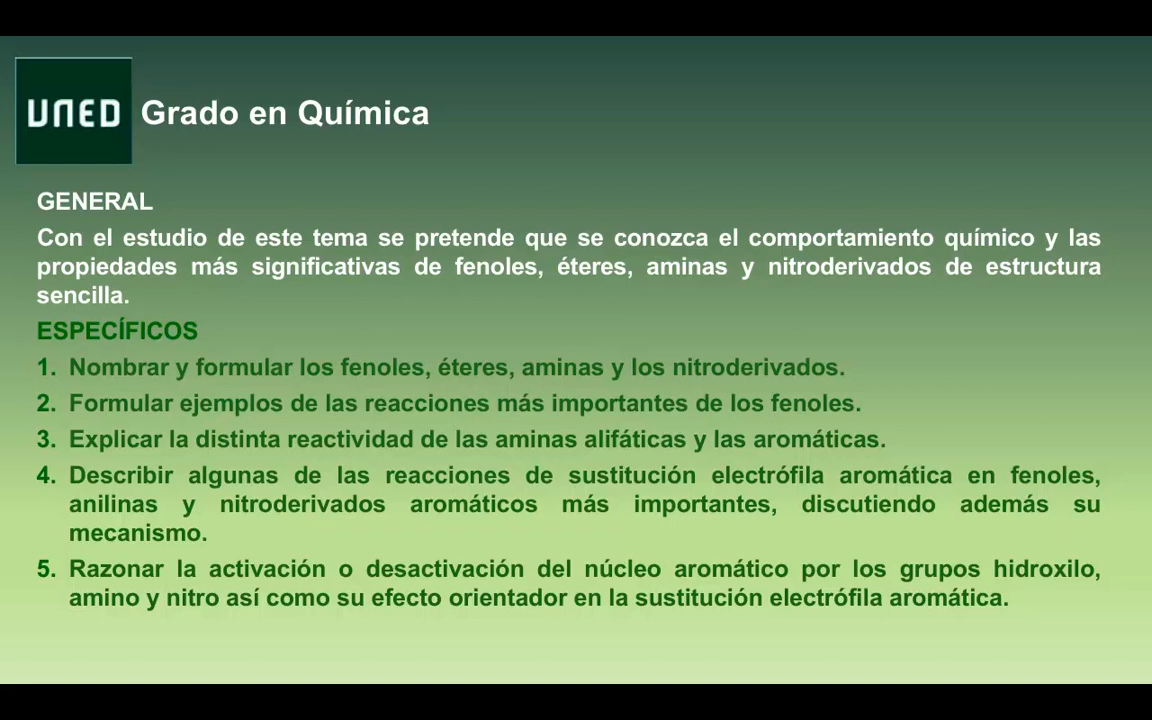 UNED
Grado en Química
GENERAL
Con el estudio de este tema se pretende que se conozca el comportamiento químico y las
propiedades más significativas de fenoles, éteres, aminas y nitroderivados de estructura
sencilla.
ESPECÍFICOS
1. Nombrar y formular los fenoles, éteres, aminas y los nitroderivados.
2. Formular ejemplos de las reacciones más importantes de los fenoles.
3. Explicar la distinta reactividad de las aminas alifáticas y las aromáticas.
4. Describir algunas de las reacciones de sustitución electrófila aromática en fenoles,
anilinas y nitroderivados aromáticos más importantes, discutiendo además su
mecanismo.
5. Razonar la activación o desactivación del núcleo aromático por los grupos hidroxilo,
amino y nitro así como su efecto orientador en la sustitución electrófila aromática.